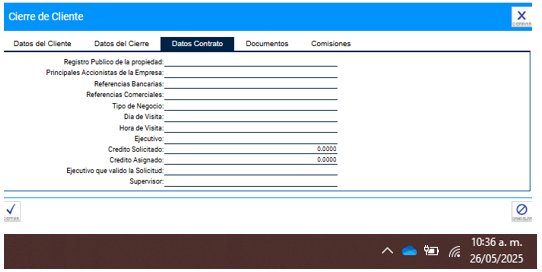 Cierre de Cliente
Datos del Cliente Datos del Cierre Datos Contrato Documentos Comisiones
Registro Publico de la propiedad:
Principales Accionistas de la Empresa:
Referencias Bancarias:
Referencias Comerciales:
Tipo de Negocio:
Dia de Visita:
Hora de Visita:
Ejecutivo:
Credito Solicitado: 0.0000
Credito Asignado: 0.0000
Ejecutivo que valido la Solicitud:
Supervisor:
10:36 a. m.
26/05/2025